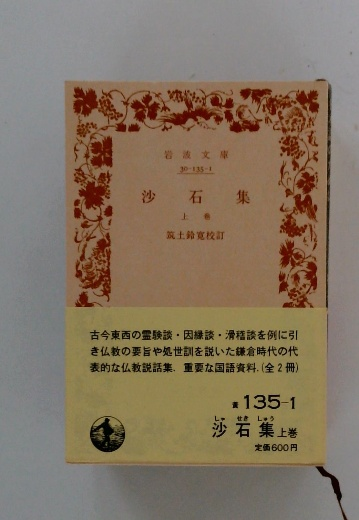 岩波文庫
30-135-1
沙石集
上巻
筑土鈴寛校訂
古今東西の霊験談・因縁談・滑稽談を例に引
き仏教の要旨や処世訓を説いた鎌倉時代の代
表的な仏教説話集．重要な国語資料．(全2冊)
黄135-1
しゃ せき しゅう
沙石集上巻
定価600円